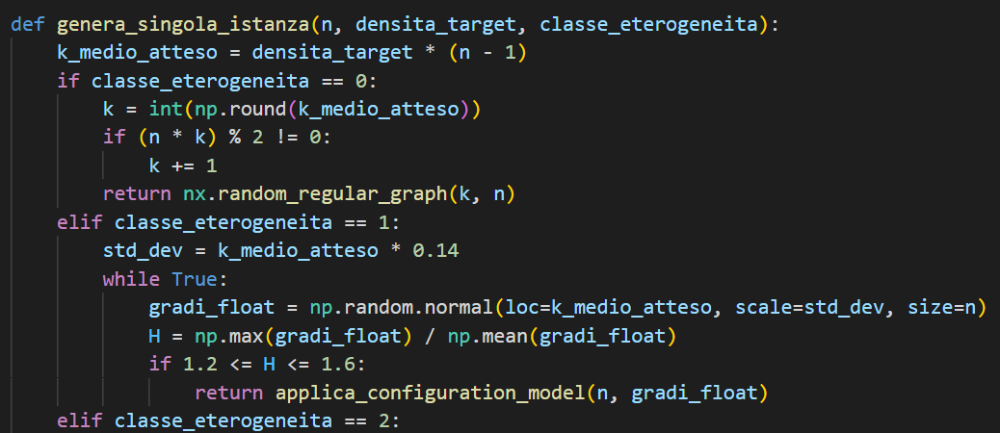 def genera_singola_istanza(n, densita_target, classe_eterogeneita):
    k_medio_atteso = densita_target * (n - 1)
    if classe_eterogeneita == 0:
        k = int(np.round(k_medio_atteso))
        if (n * k) % 2 != 0:
            k += 1
        return nx.random_regular_graph(k, n)
    elif classe_eterogeneita == 1:
        std_dev = k_medio_atteso * 0.14
        while True:
            gradi_float = np.random.normal(loc=k_medio_atteso, scale=std_dev, size=n)
            H = np.max(gradi_float) / np.mean(gradi_float)
            if 1.2 <= H <= 1.6:
                return applica_configuration_model(n, gradi_float)
    elif classe_eterogeneita == 2: